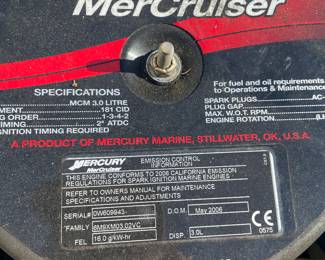 MerCruiser
SPECIFICATIONS
MCM 3.0 LITRE
181 CID
1-3-4-2
2° ATDC
IGNITION TIMING REQUIRED
For fuel and oil requirements
to Operations & Maintenance
SPARK PLUGS AC-
PLUG GAP
MAX. W.O.T. RPM
ENGINE ROTATION (L
A PRODUCT OF MERCURY MARINE, STILLWATER, OK, U.S.A.
MERCURY
MerCruiser
EMISSION CONTROL
INFORMATION
THIS ENGINE CONFORMS TO 2006 CALIFORNIA EMISSION
REGULATIONS FOR SPARK IGNITION MARINE ENGINES
REFER TO OWNERS MANUAL FOR MAINTENANCE
SPECIFICATIONS AND ADJUSTMENTS
SERIAL# 0W609943
D.O.M. May 2006
FAMILY 6M9XM03.02VC
FEL 16.0 g/kW-hr
DISP. 3.0L
0575